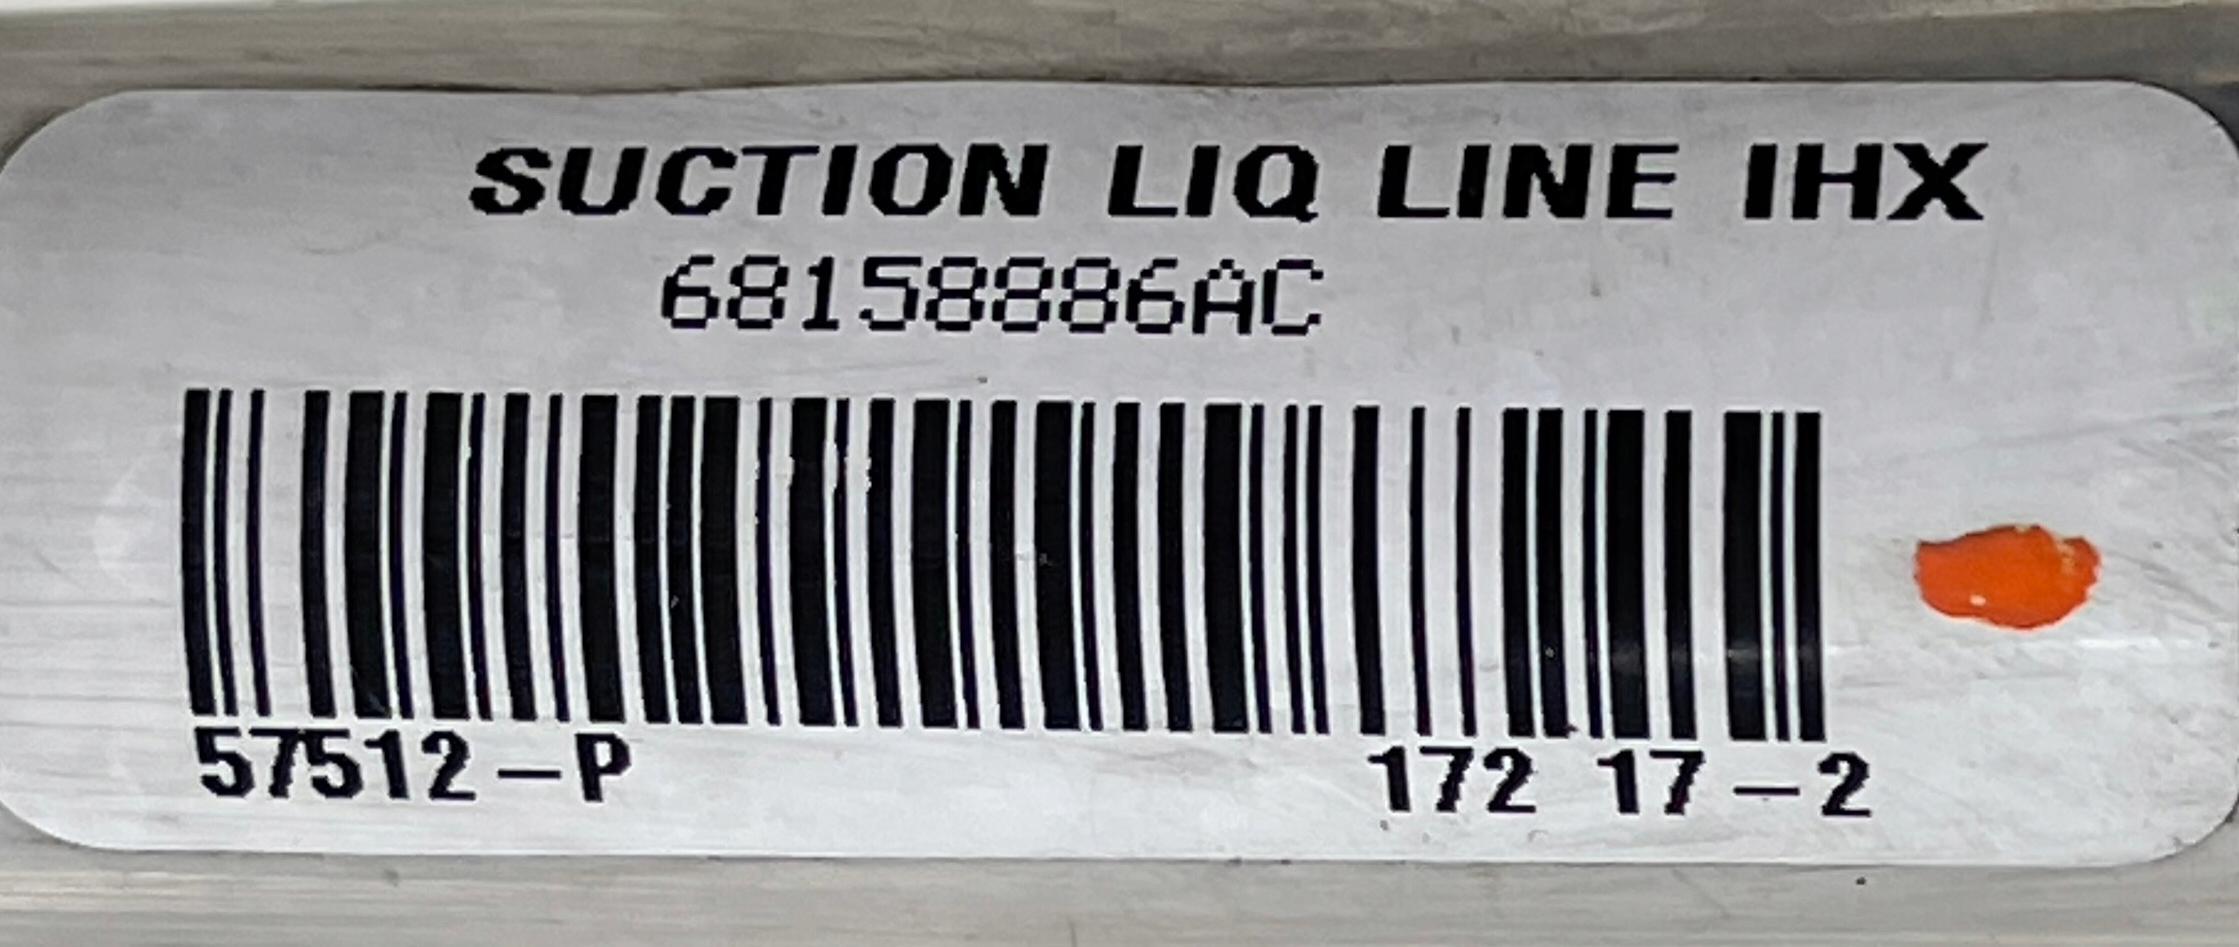 SUCTION LIQ LINE IHX
68158886AC
57512-P 172 17-2